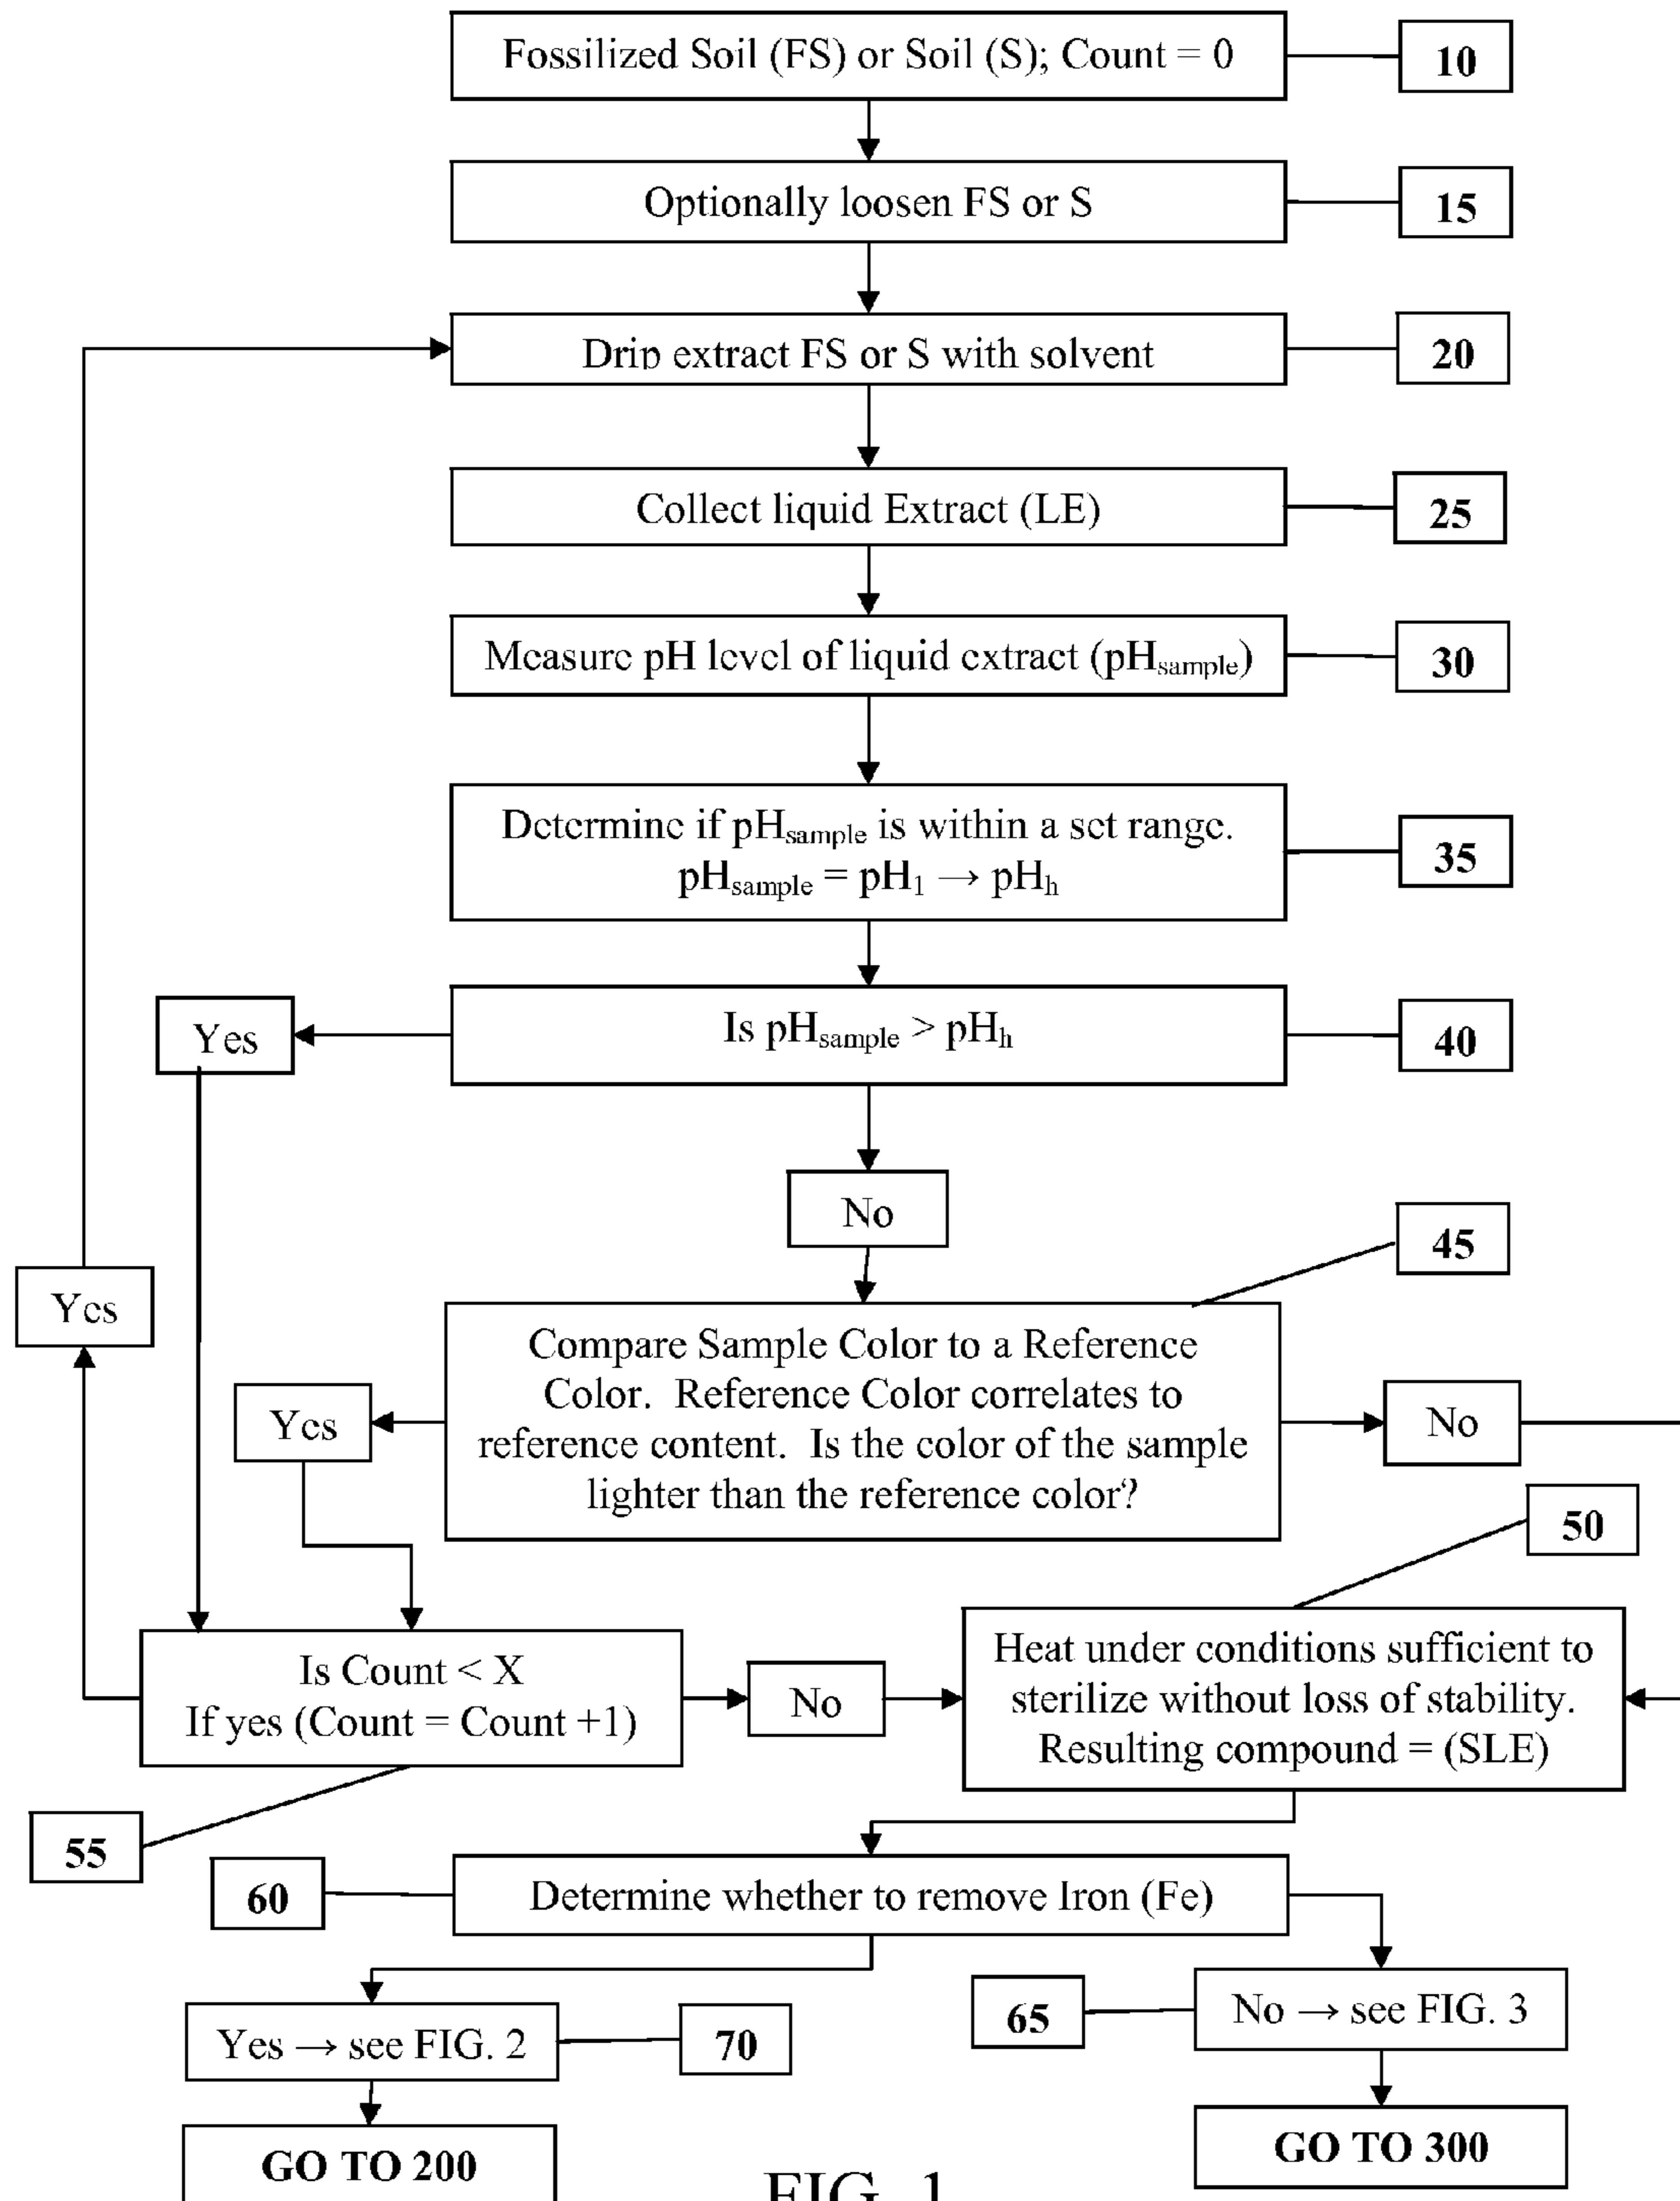 Fossilized Soil (FS) or Soil (S); Count = 0
10
Optionally loosen FS or S
15
Drip extract FS or S with solvent
20
Collect liquid Extract (LE)
25
Measure pH level of liquid extract (pHsample)
30
Determine if pHsample is within a set range.
pHsample = pH1 → pHh
35
Yes
Is pHsample > pHh
40
No
45
Yes
Compare Sample Color to a Reference
Color. Reference Color correlates to
reference content. Is the color of the sample
lighter than the reference color?
Yes
No
50
Is Count < X
If yes (Count = Count +1)
No
Heat under conditions sufficient to
sterilize without loss of stability.
Resulting compound = (SLE)
55
60
Determine whether to remove Iron (Fe)
Yes → see FIG. 2
70
65
No → see FIG. 3
GO TO 200
GO TO 300
FIG. 1